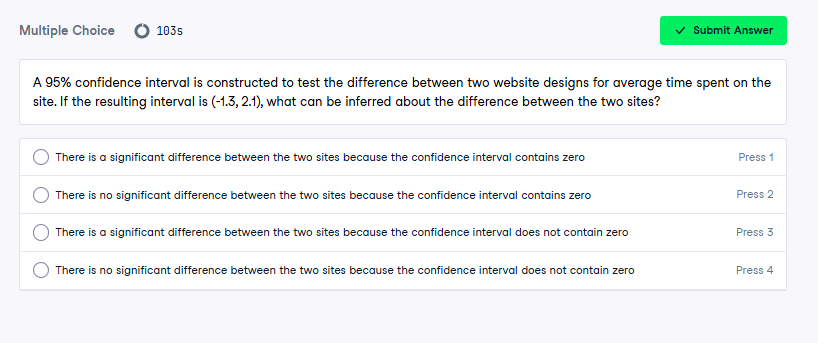 Multiple Choice
103s
Submit Answer
A 95% confidence interval is constructed to test the difference between two website designs for average time spent on the
site. If the resulting interval is (-1.3, 2.1), what can be inferred about the difference between the two sites?
There is a significant difference between the two sites because the confidence interval contains zero
Press 1
There is no significant difference between the two sites because the confidence interval contains zero
Press 2
There is a significant difference between the two sites because the confidence interval does not contain zero
Press 3
There is no significant difference between the two sites because the confidence interval does not contain zero
Press 4